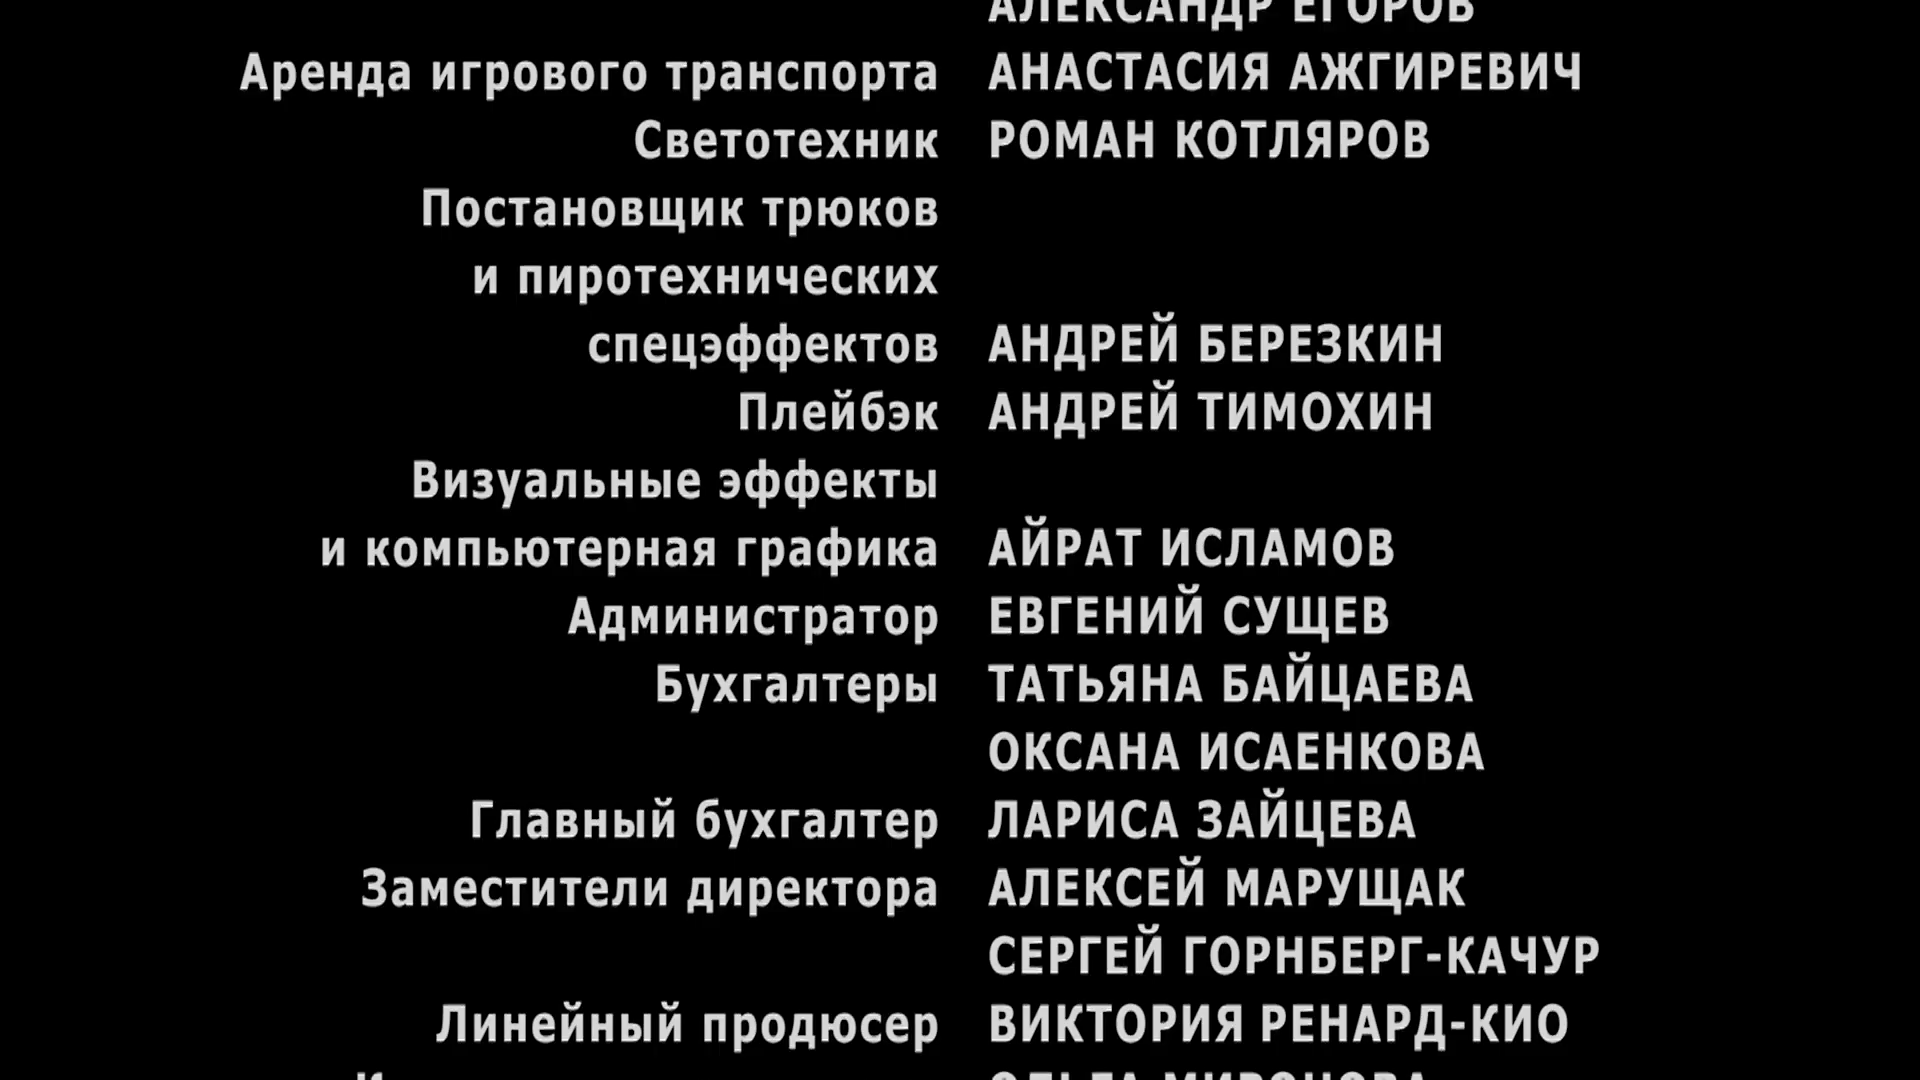 АЛЕКСАНДР ЕГОРОВ
Аренда игрового транспорта АНАСТАСИЯ АЖГИРЕВИЧ
Светотехник РОМАН КОТЛЯРОВ
Постановщик трюков
и пиротехнических
спецэффектов АНДРЕЙ БЕРЕЗКИН
Плейбэк АНДРЕЙ ТИМОХИН
Визуальные эффекты
и компьютерная графика АЙРАТ ИСЛАМОВ
Администратор ЕВГЕНИЙ СУЩЕВ
Бухгалтеры ТАТЬЯНА БАЙЦАЕВА
ОКСАНА ИСАЕНКОВА
Главный бухгалтер ЛАРИСА ЗАЙЦЕВА
Заместители директора АЛЕКСЕЙ МАРУЩАК
СЕРГЕЙ ГОРНБЕРГ-КАЧУР
Линейный продюсер ВИКТОРИЯ РЕНАРД-КИО